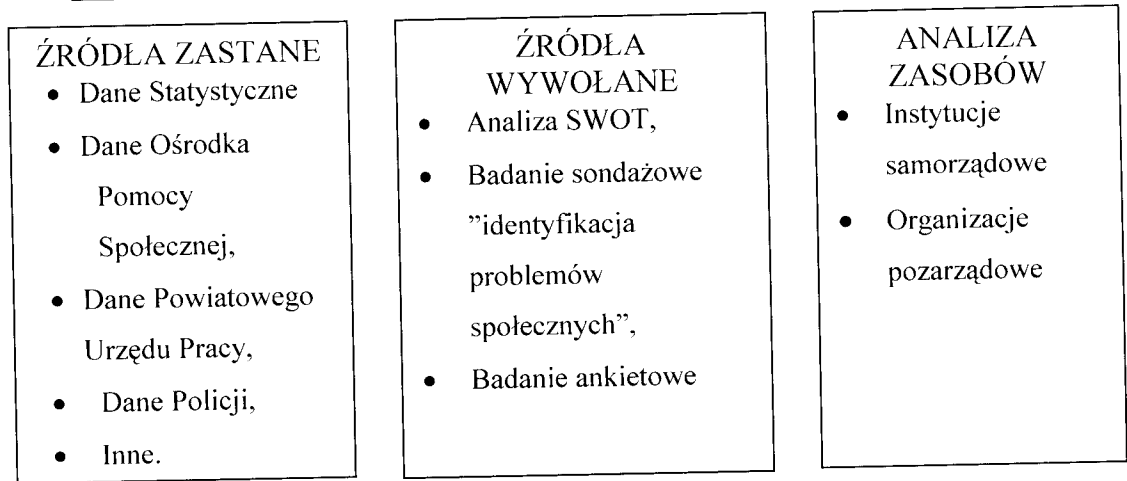 ŹRÓDŁA ZASTANE
• Dane Statystyczne
• Dane Ośrodka
Pomocy
Społecznej,
• Dane Powiatowego
Urzędu Pracy,
• Dane Policji,
• Inne.
ŹRÓDŁA
WYWOŁANE
• Analiza SWOT,
• Badanie sondażowe
”identyfikacja
problemów
społecznych”,
• Badanie ankietowe
ANALIZA
ZASOBÓW
• Instytucje
samorządowe
• Organizacje
pozarządowe